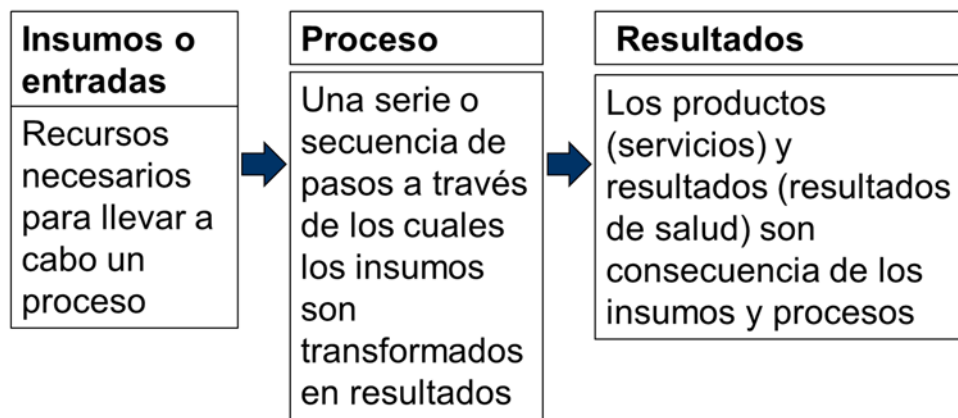 Insumos o
entradas
Recursos
necesarios
para llevar a
cabo un
proceso
Proceso
Una serie o
secuencia de
pasos a través
de los cuales
los insumos
son
transformados
en resultados
Resultados
Los productos
(servicios) y
resultados (resultados
de salud) son
consecuencia de los
insumos y procesos